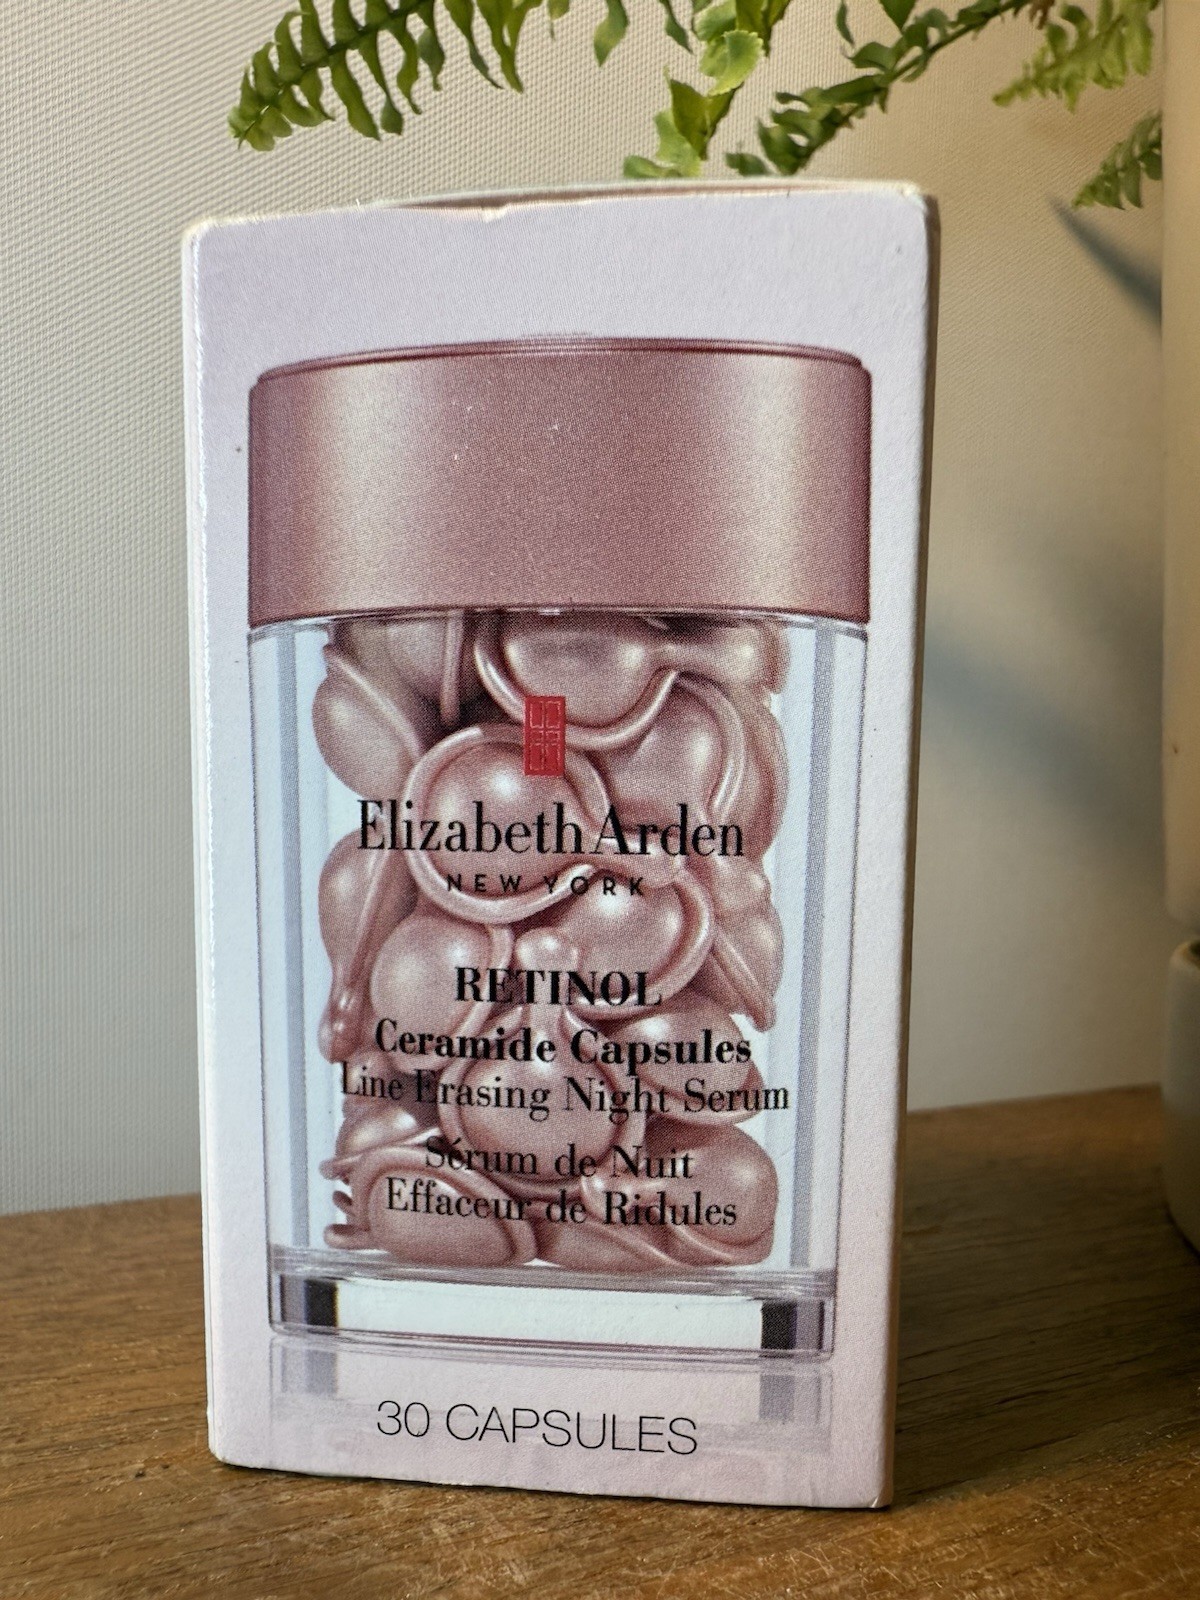 Elizabeth Arden
NEW YORK
RETINOL
Ceramide Capsules
Line Erasing Night Serum
Sérum de Nuit
Effaceur de Ridules
30 CAPSULES